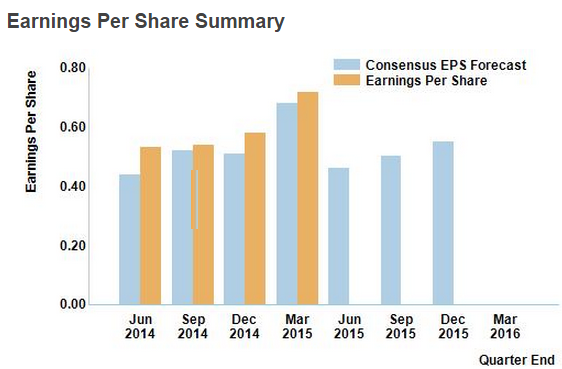 Earnings Per Share Summary
Consensus EPS Forecast
Earnings Per Share
Earnings Per Share
0.80
0.60
0.40
0.20
0.00
Jun Sep Dec Mar Jun Sep Dec Mar
2014 2014 2014 2015 2015 2015 2015 2016
Quarter End